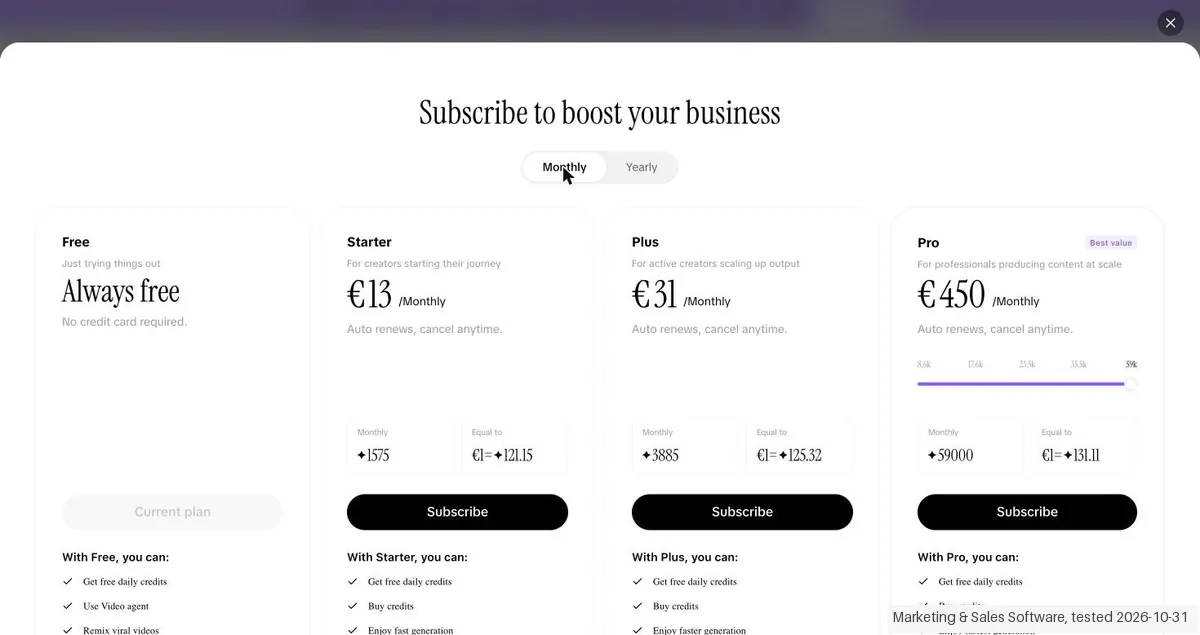 Subscribe to boost your business
Monthly Yearly
Free
Just trying things out
Always free
No credit card required.
Current plan
With Free, you can:
Get free daily credits
Use Video agent
Remix viral videos
Starter
For creators starting their journey
€13 /Monthly
Auto renews, cancel anytime.
Monthly
✦1575
Equal to
€1=✦121.15
Subscribe
With Starter, you can:
Get free daily credits
Buy credits
Enjoy fast generation
Plus
For active creators scaling up output
€31 /Monthly
Auto renews, cancel anytime.
Monthly
✦3885
Equal to
€1=✦125.32
Subscribe
With Plus, you can:
Get free daily credits
Buy credits
Enjoy faster generation
Pro
Best value
For professionals producing content at scale
€450 /Monthly
Auto renews, cancel anytime.
8.6k 17.6k 59k
Monthly
✦59000
Equal to
€1=✦131.11
Subscribe
With Pro, you can:
Get free daily credits
Marketing & Sales Software, tested 2026-10-31